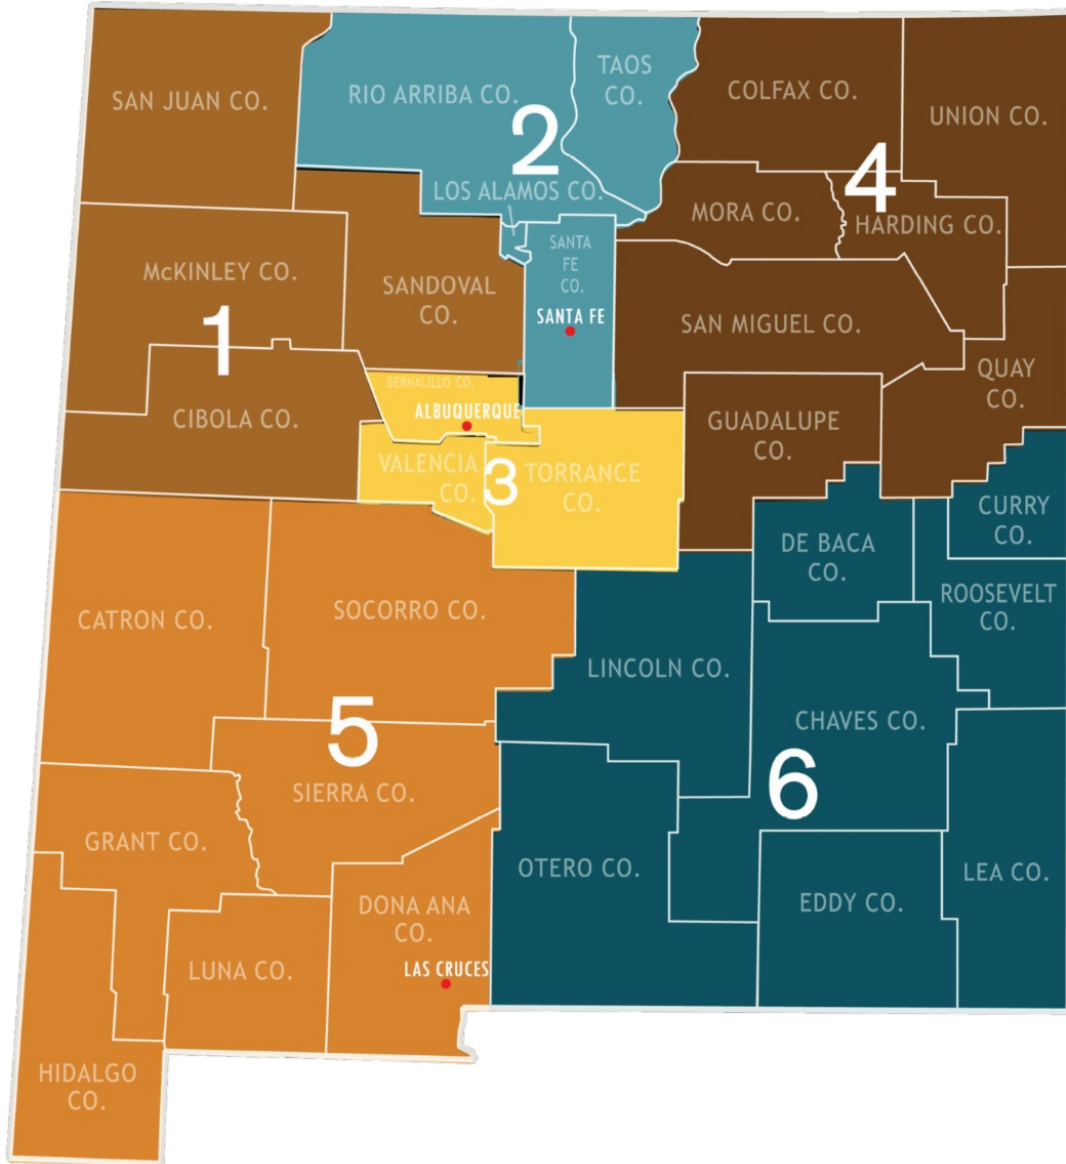 SAN JUAN CO.
RIO ARRIBA CO.
TAOS
CO.
COLFAX CO.
UNION CO.
2
4
LOS ALAMOS CO.
MORA CO.
HARDING CO.
McKINLEY CO.
SANDOVAL
CO.
SANTA
FE
CO.
SANTA FE
SAN MIGUEL CO.
1
QUAY
CO.
CIBOLA CO.
BERNALILLO CO.
ALBUQUERQUE
GUADALUPE
CO.
VALENCIA
CO.
3
TORRANCE
CO.
CURRY
CO.
DE BACA
CO.
ROOSEVELT
CO.
CATRON CO.
SOCORRO CO.
LINCOLN CO.
CHAVES CO.
5
6
SIERRA CO.
GRANT CO.
OTERO CO.
LEA CO.
EDDY CO.
DONA ANA
CO.
LAS CRUCES
LUNA CO.
HIDALGO
CO.